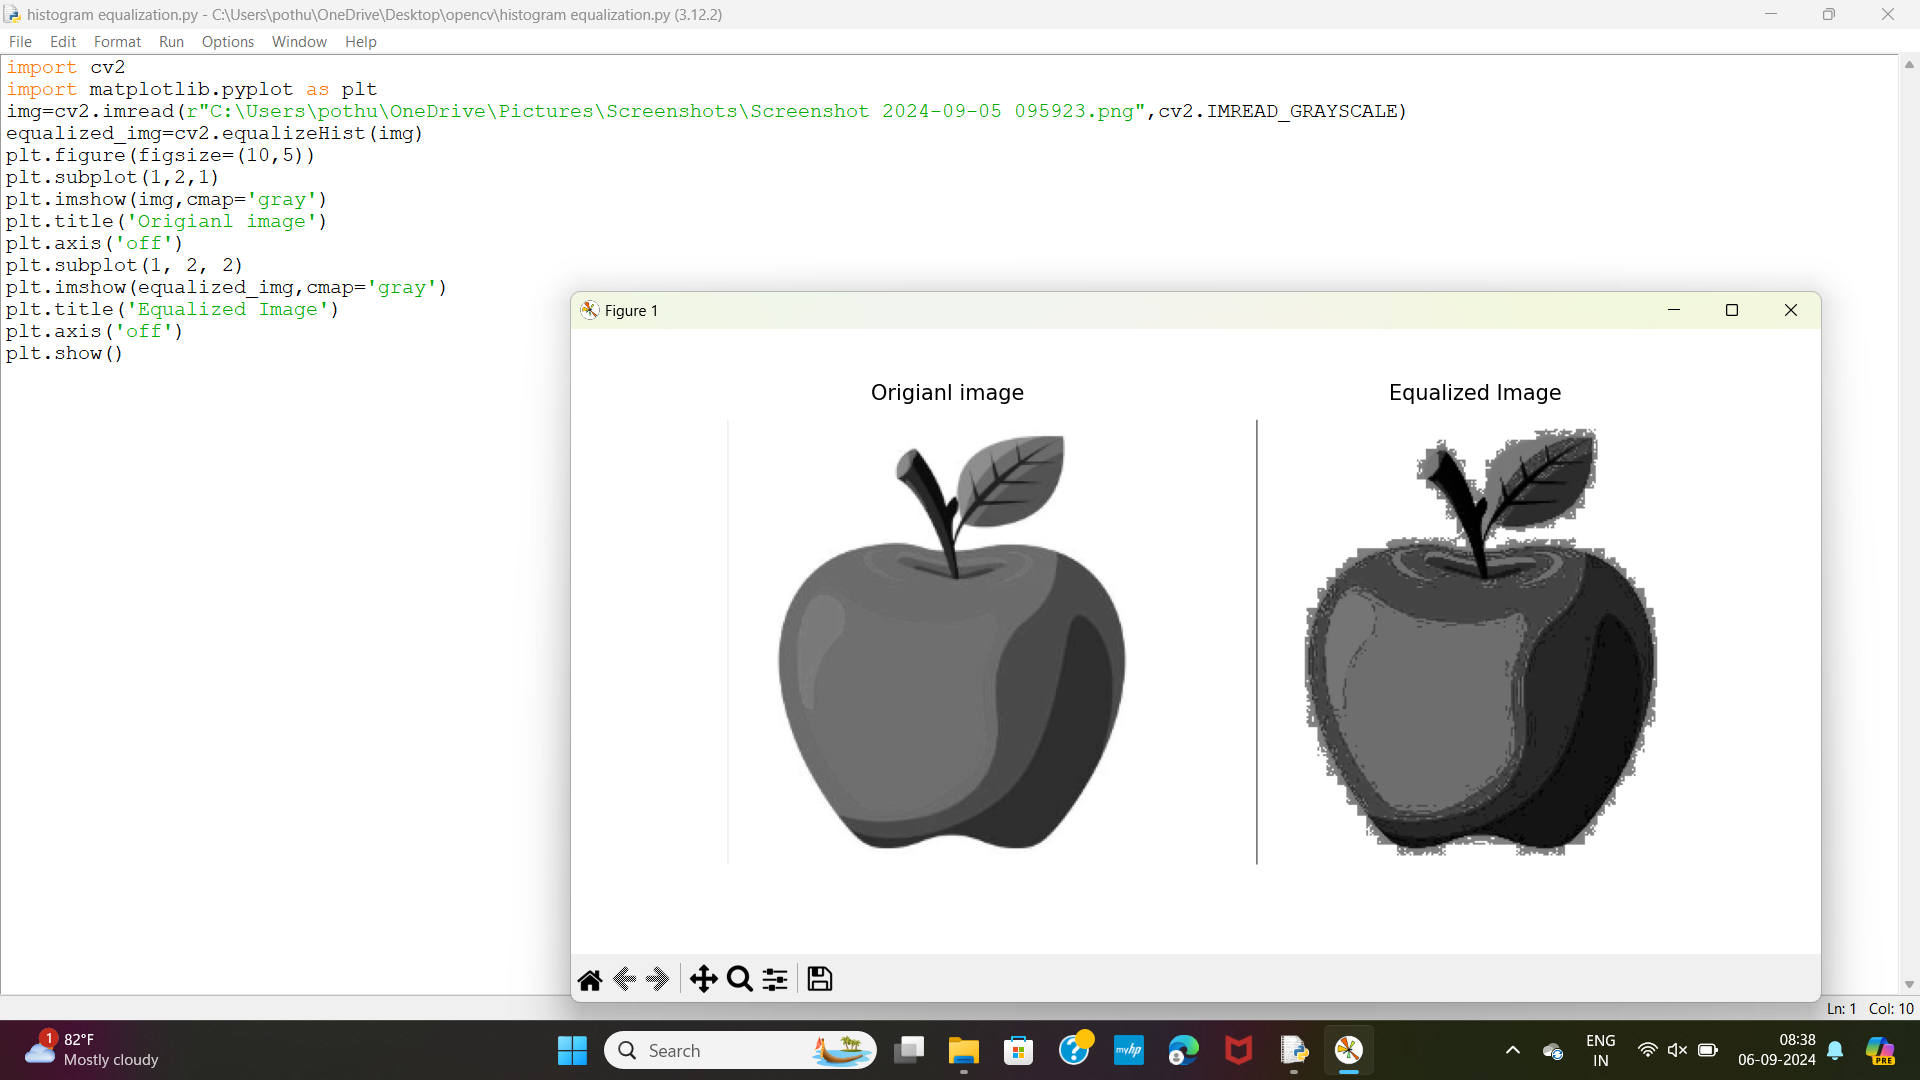 histogram equalization.py - C:\Users\pothu\OneDrive\Desktop\opencv\histogram equalization.py (3.12.2)
File Edit Format Run Options Window Help
import cv2
import matplotlib.pyplot as plt
img=cv2.imread(r"C:\Users\pothu\OneDrive\Pictures\Screenshots\Screenshot 2024-09-05 095923.png",cv2.IMREAD_GRAYSCALE)
equalized_img=cv2.equalizeHist(img)
plt.figure(figsize=(10,5))
plt.subplot(1,2,1)
plt.imshow(img,cmap='gray')
plt.title('Origianl image')
plt.axis('off')
plt.subplot(1, 2, 2)
plt.imshow(equalized_img,cmap='gray')
plt.title('Equalized Image')
plt.axis('off')
plt.show()
Figure 1
Origianl image
Equalized Image
Ln: 1 Col: 10
1
82°F
Mostly cloudy
Search
myhp
ENG
IN
08:38
06-09-2024
PRE